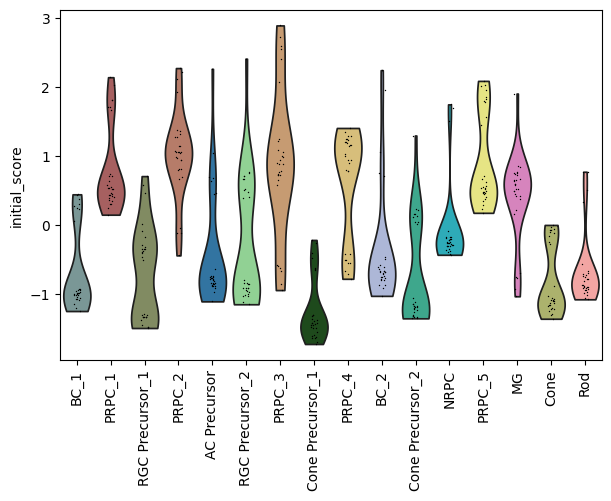 initial_score
3
2
1
0
−1
BC_1
PRPC_1
RGC Precursor_1
PRPC_2
AC Precursor
RGC Precursor_2
PRPC_3
Cone Precursor_1
PRPC_4
BC_2
Cone Precursor_2
NRPC
PRPC_5
MG
Cone
Rod